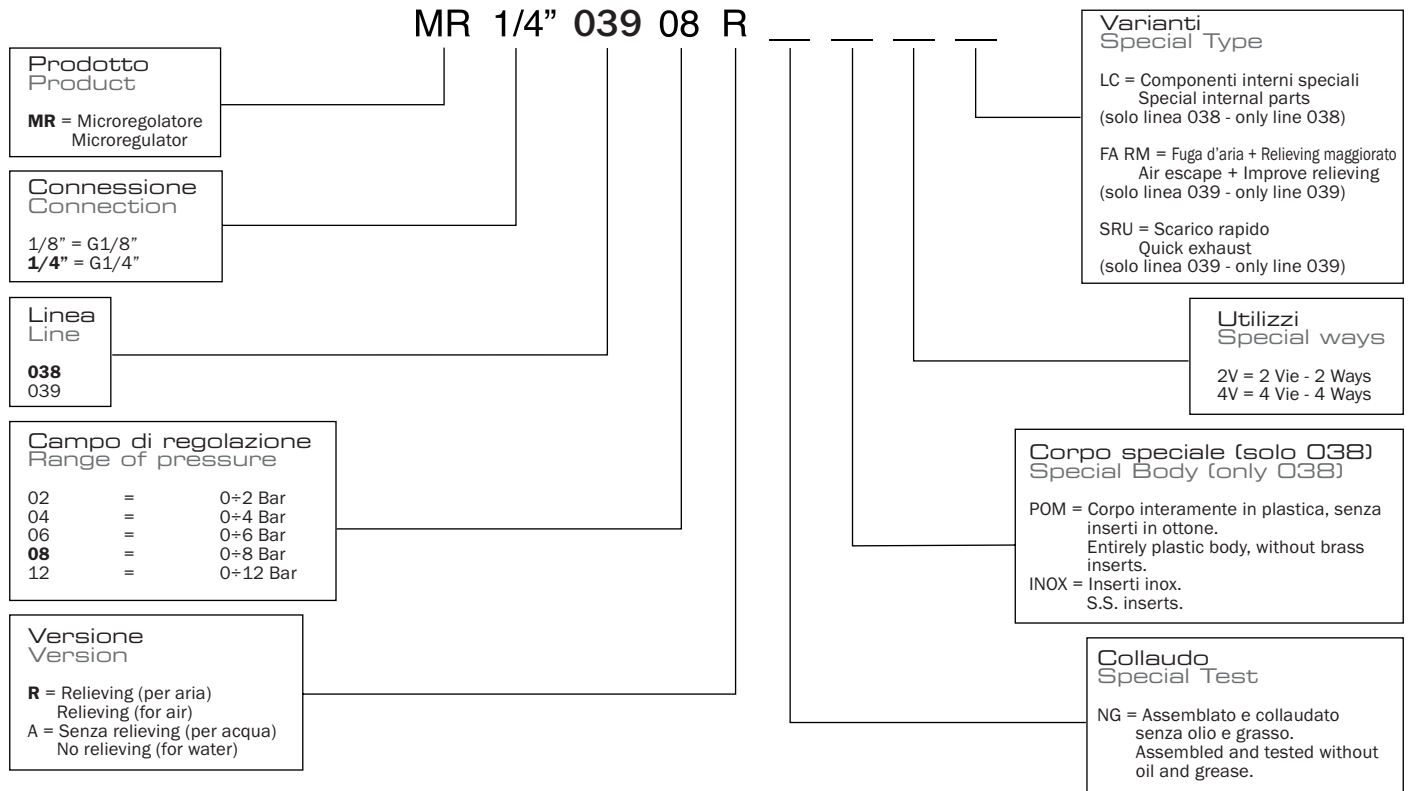 MR 1/4” 039 08 R __ __ __ __
Prodotto
Product
MR = Microregolatore
Microregulator
Connessione
Connection
1/8” = G1/8”
1/4” = G1/4”
Linea
Line
038
039
Campo di regolazione
Range of pressure
02 = 0÷2 Bar
04 = 0÷4 Bar
06 = 0÷6 Bar
08 = 0÷8 Bar
12 = 0÷12 Bar
Versione
Version
R = Relieving (per aria)
Relieving (for air)
A = Senza relieving (per acqua)
No relieving (for water)
Varianti
Special Type
LC = Componenti interni speciali
Special internal parts
(solo linea 038 - only line 038)
FA RM = Fuga d’aria + Relieving maggiorato
Air escape + Improve relieving
(solo linea 039 - only line 039)
SRU = Scarico rapido
Quick exhaust
(solo linea 039 - only line 039)
Utilizzi
Special ways
2V = 2 Vie - 2 Ways
4V = 4 Vie - 4 Ways
Corpo speciale (solo 038)
Special Body (only 038)
POM = Corpo interamente in plastica, senza
inserti in ottone.
Entirely plastic body, without brass
inserts.
INOX = Inserti inox.
S.S. inserts.
Collaudo
Special Test
NG = Assemblato e collaudato
senza olio e grasso.
Assembled and tested without
oil and grease.